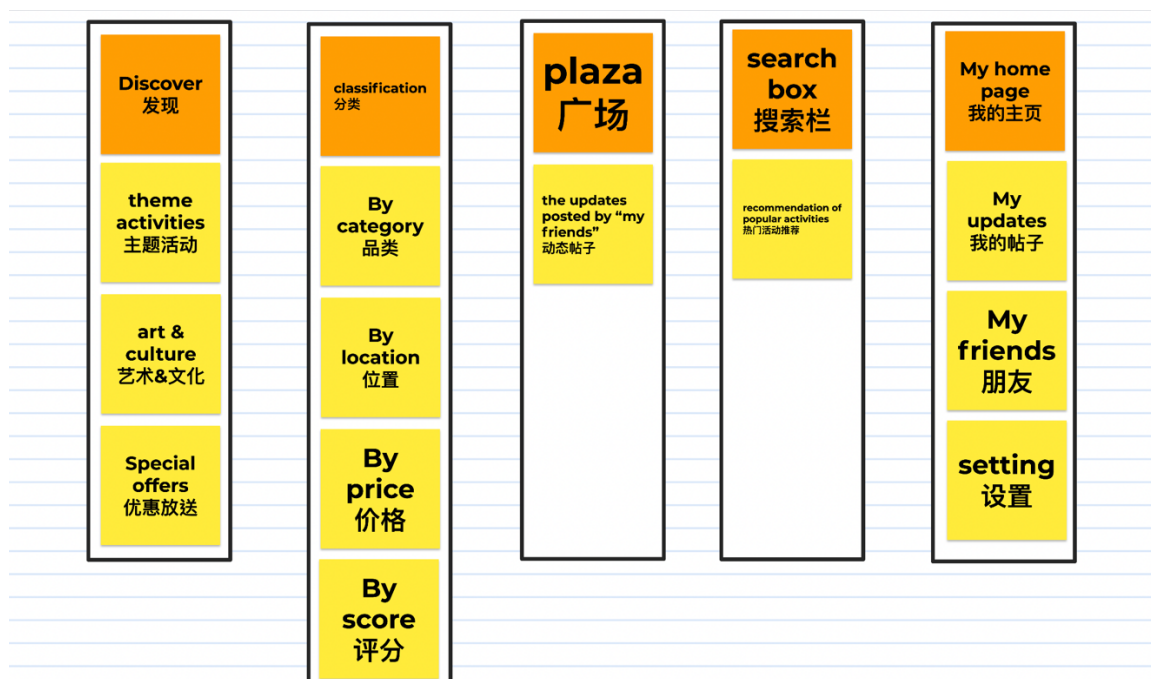 Discover
发现
theme
activities
主题活动
art &
culture
艺术&文化
Special
offers
优惠放送
classification
分类
By
category
品类
By
location
位置
By
price
价格
By
score
评分
plaza
广场
the updates
posted by “my
friends”
动态帖子
search
box
搜索栏
recommendation of
popular activities
热门活动推荐
My home
page
我的主页
My
updates
我的帖子
My
friends
朋友
setting
设置